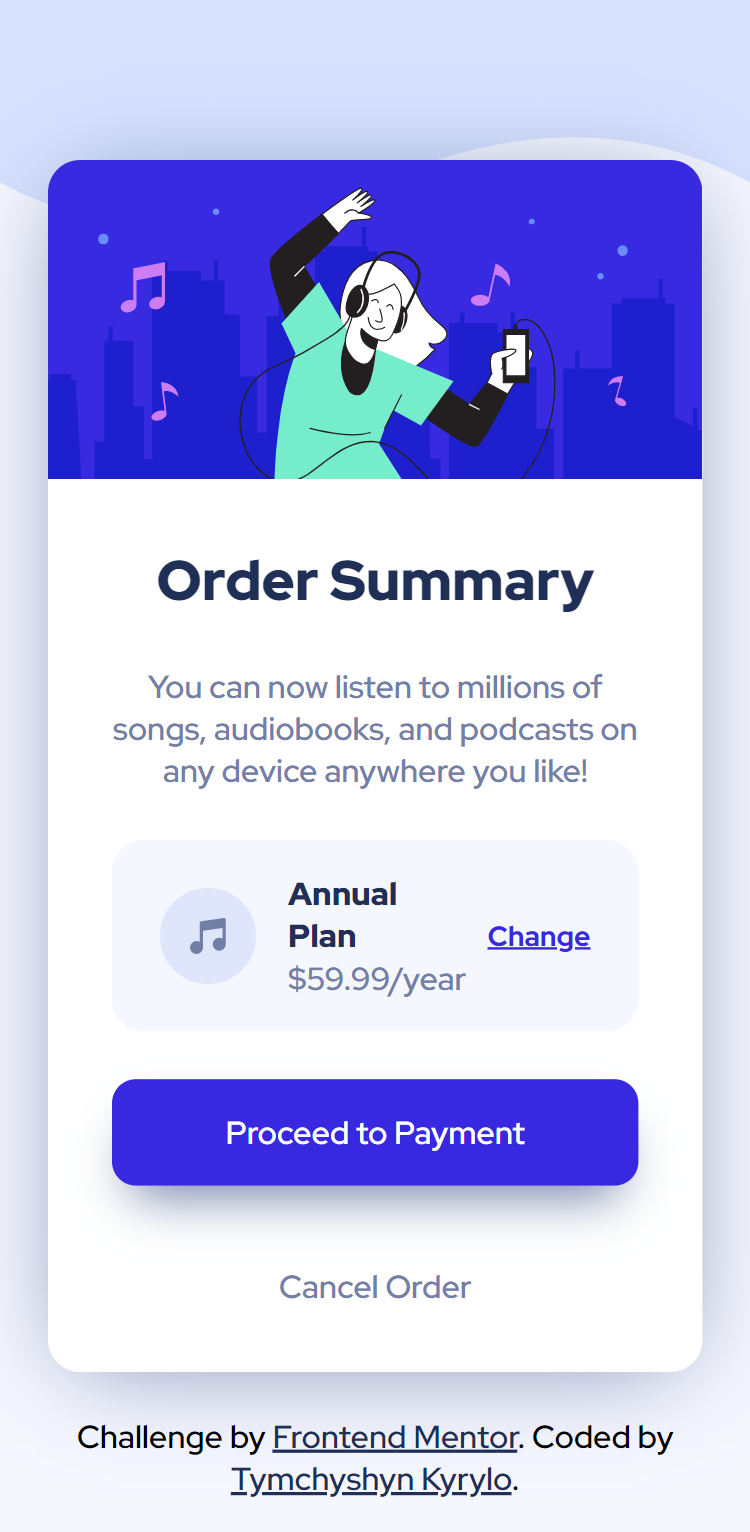 Order Summary
You can now listen to millions of
songs, audiobooks, and podcasts on
any device anywhere you like!
Annual
Plan
$59.99/year
Change
Proceed to Payment
Cancel Order
Challenge by Frontend Mentor. Coded by
Tymchyshyn Kyrylo.